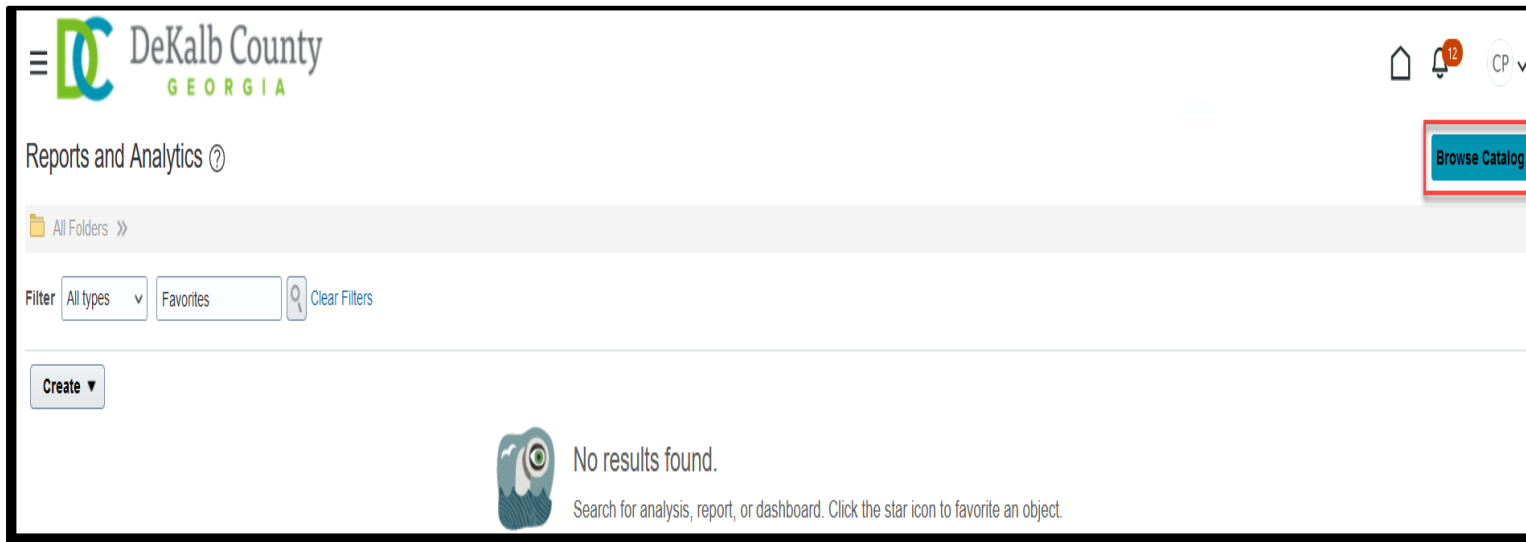 DeKalb County
GEORGIA
12
CP
Reports and Analytics ?
Browse Catalog
All Folders »
Filter All types Favorites Clear Filters
Create ▼
No results found.
Search for analysis, report, or dashboard. Click the star icon to favorite an object.